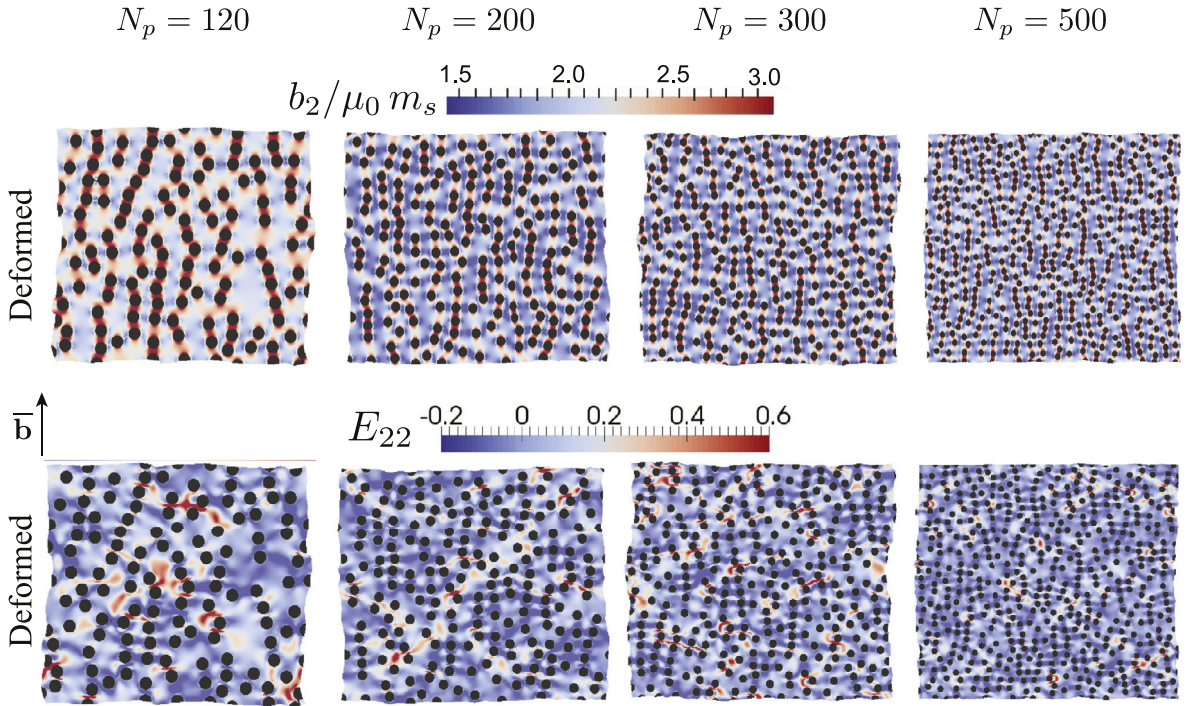 N_p = 120 N_p = 200 N_p = 300 N_p = 500
1.5 2.0 2.5 3.0
b_2/μ_0 m_s
Deformed
b̄
-0.2 0 0.2 0.4 0.6
E_22
Deformed